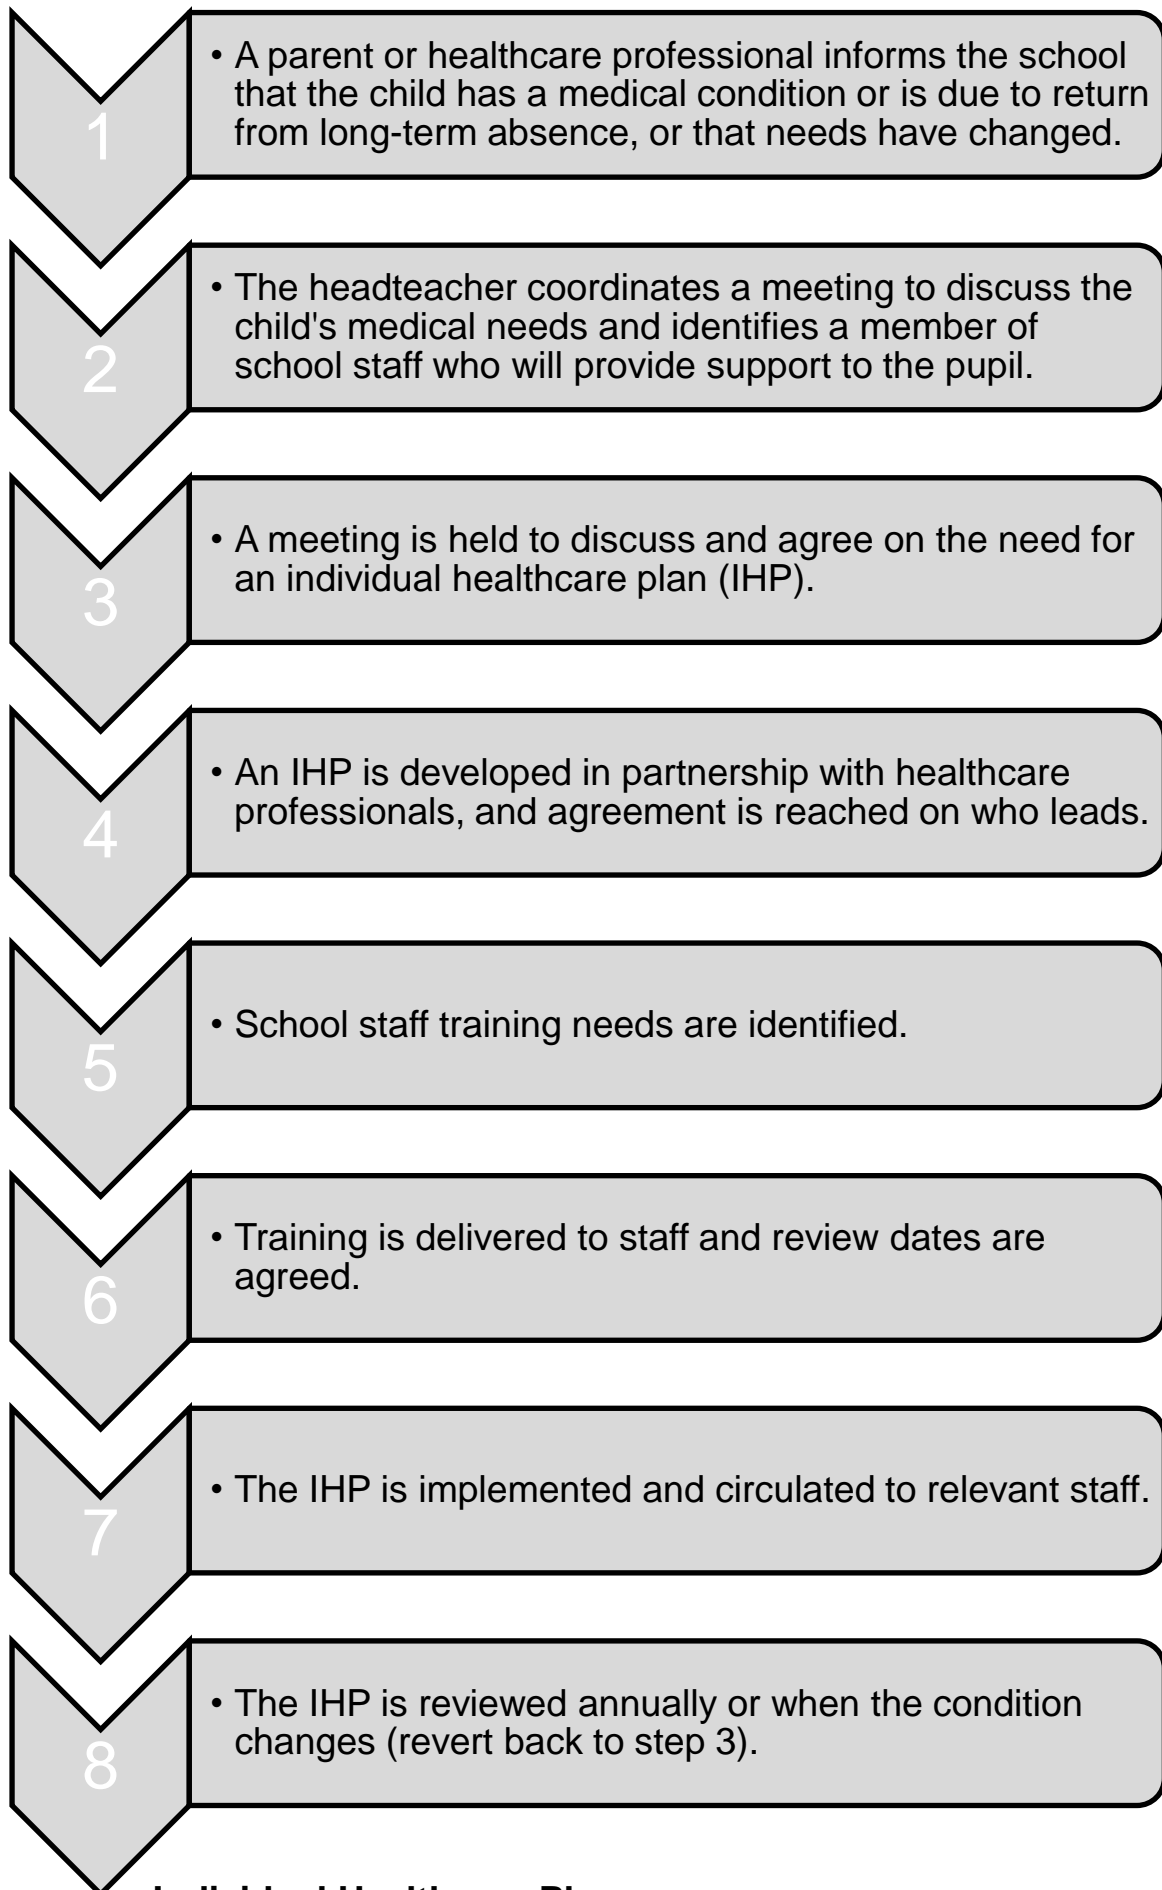 1
• A parent or healthcare professional informs the school
that the child has a medical condition or is due to return
from long-term absence, or that needs have changed.
2
• The headteacher coordinates a meeting to discuss the
child's medical needs and identifies a member of
school staff who will provide support to the pupil.
3
• A meeting is held to discuss and agree on the need for
an individual healthcare plan (IHP).
4
• An IHP is developed in partnership with healthcare
professionals, and agreement is reached on who leads.
5
• School staff training needs are identified.
6
• Training is delivered to staff and review dates are
agreed.
7
• The IHP is implemented and circulated to relevant staff.
8
• The IHP is reviewed annually or when the condition
changes (revert back to step 3).